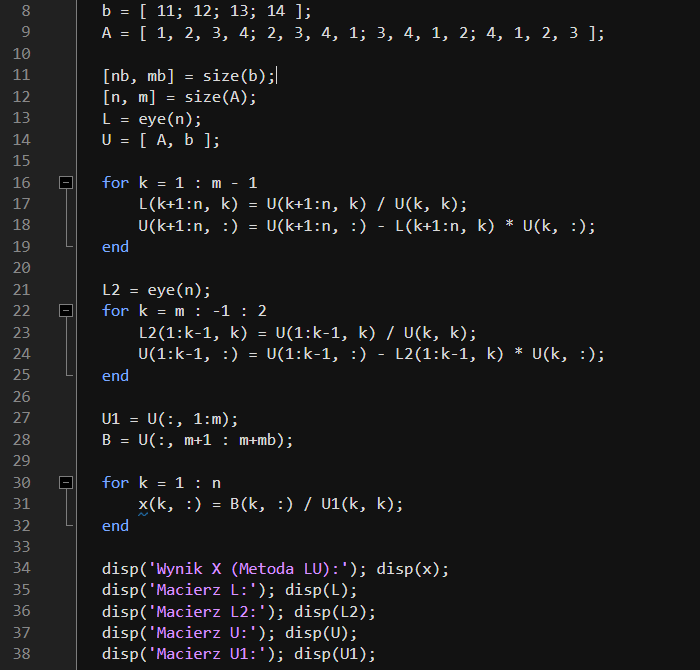 8 b = [ 11; 12; 13; 14 ];
9 A = [ 1, 2, 3, 4; 2, 3, 4, 1; 3, 4, 1, 2; 4, 1, 2, 3 ];
10
11 [nb, mb] = size(b);
12 [n, m] = size(A);
13 L = eye(n);
14 U = [ A, b ];
15
16 for k = 1 : m - 1
17 L(k+1:n, k) = U(k+1:n, k) / U(k, k);
18 U(k+1:n, :) = U(k+1:n, :) - L(k+1:n, k) * U(k, :);
19 end
20
21 L2 = eye(n);
22 for k = m : -1 : 2
23 L2(1:k-1, k) = U(1:k-1, k) / U(k, k);
24 U(1:k-1, :) = U(1:k-1, :) - L2(1:k-1, k) * U(k, :);
25 end
26
27 U1 = U(:, 1:m);
28 B = U(:, m+1 : m+mb);
29
30 for k = 1 : n
31 x(k, :) = B(k, :) / U1(k, k);
32 end
33
34 disp('Wynik X (Metoda LU):'); disp(x);
35 disp('Macierz L:'); disp(L);
36 disp('Macierz L2:'); disp(L2);
37 disp('Macierz U:'); disp(U);
38 disp('Macierz U1:'); disp(U1);